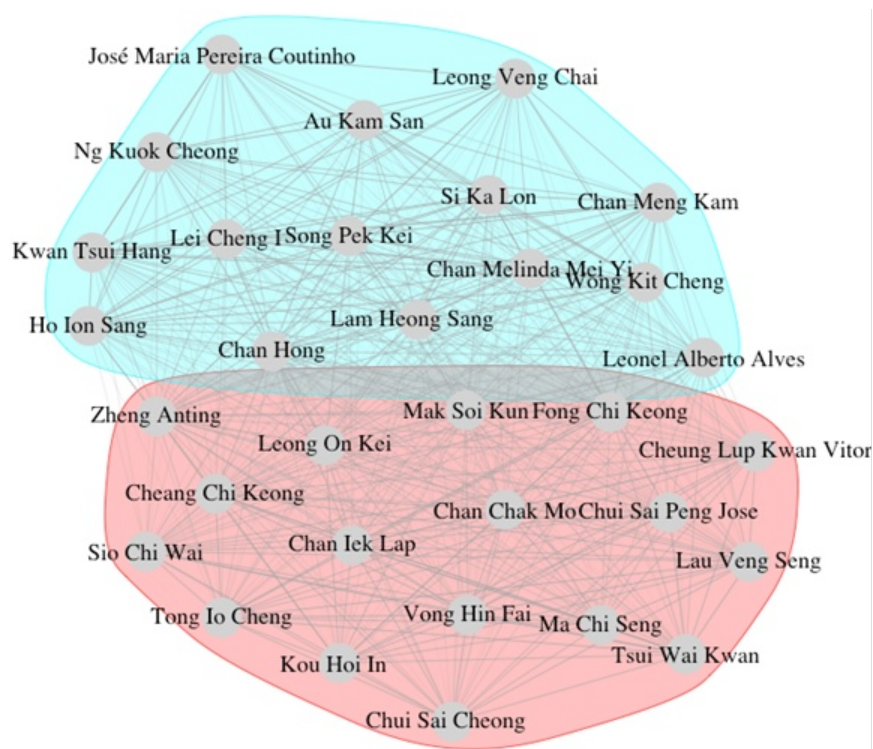 José Maria Pereira Coutinho
Leong Veng Chai
Au Kam San
Ng Kuok Cheong
Si Ka Lon
Chan Meng Kam
Kwan Tsui Hang
Lei Cheng I
Song Pek Kei
Chan Melinda Mei Yi
Wong Kit Cheng
Ho Ion Sang
Lam Heong Sang
Chan Hong
Leonel Alberto Alves
Zheng Anting
Mak Soi Kun
Fong Chi Keong
Leong On Kei
Cheung Lup Kwan Vitor
Cheang Chi Keong
Chan Chak Mo
Chui Sai Peng Jose
Sio Chi Wai
Chan Iek Lap
Lau Veng Seng
Tong Io Cheng
Vong Hin Fai
Ma Chi Seng
Kou Hoi In
Tsui Wai Kwan
Chui Sai Cheong